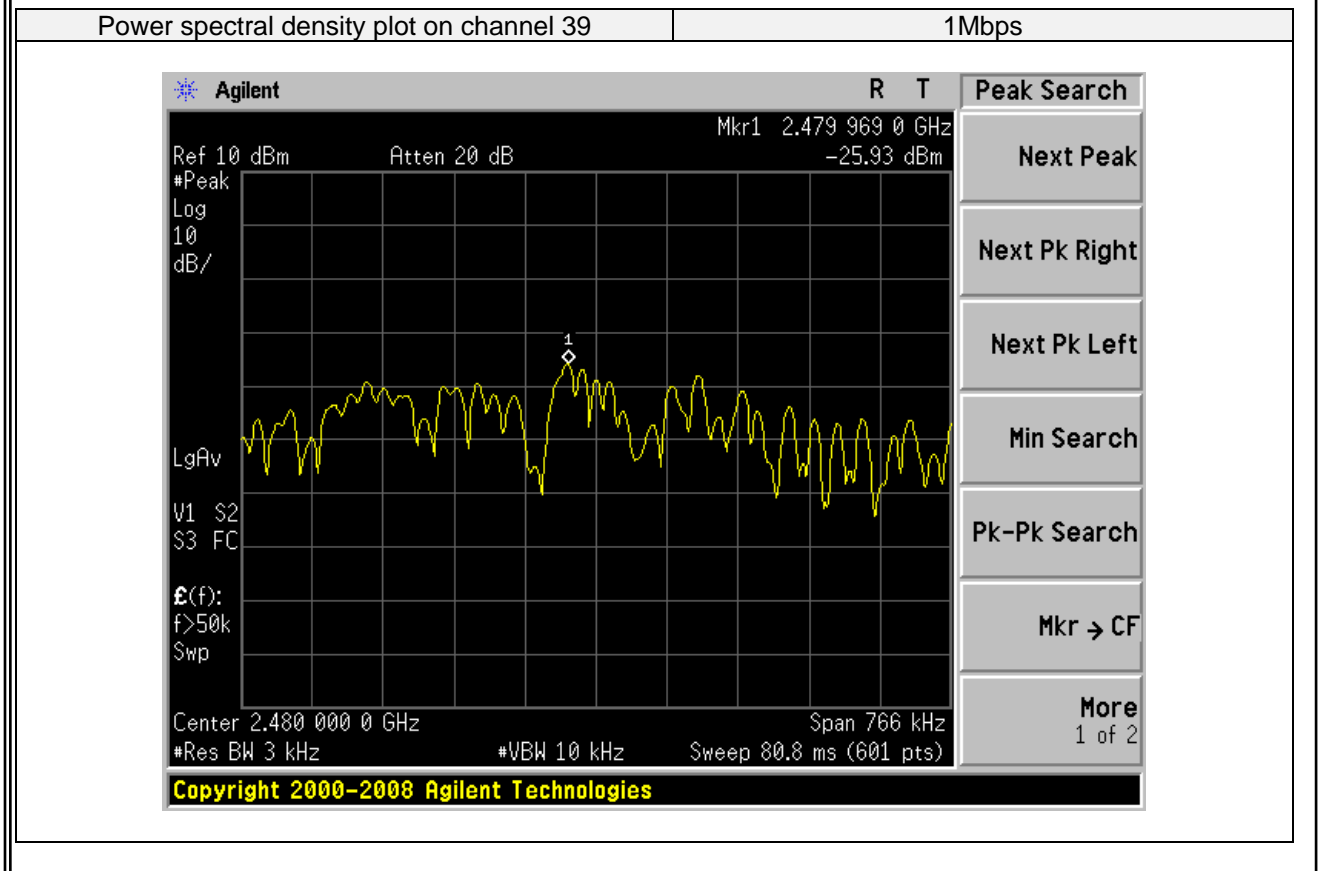 Power spectral density plot on channel 39 1Mbps
Agilent R T Peak Search
Mkr1 2.479 969 0 GHz
Ref 10 dBm Atten 20 dB -25.93 dBm
#Peak
Log
10
dB/
1
LgAv
V1 S2
S3 FC
£(f):
f>50k
Swp
Center 2.480 000 0 GHz Span 766 kHz
#Res BW 3 kHz #VBW 10 kHz Sweep 80.8 ms (601 pts)
Copyright 2000-2008 Agilent Technologies
Next Peak
Next Pk Right
Next Pk Left
Min Search
Pk-Pk Search
Mkr → CF
More
1 of 2